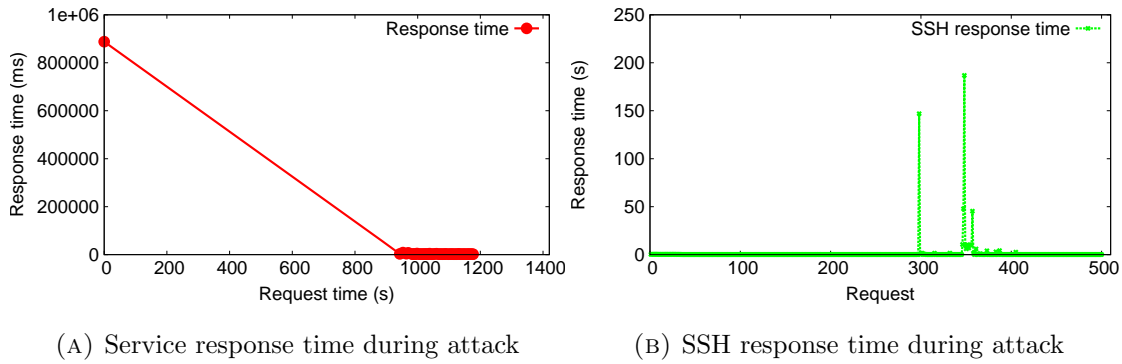 1e+06
800000
600000
400000
200000
0
Response time (ms)
Response time
0 200 400 600 800 1000 1200 1400
Request time (s)
(A) Service response time during attack
250
200
150
100
50
0
Response time (s)
SSH response time
0 100 200 300 400 500
Request
(B) SSH response time during attack